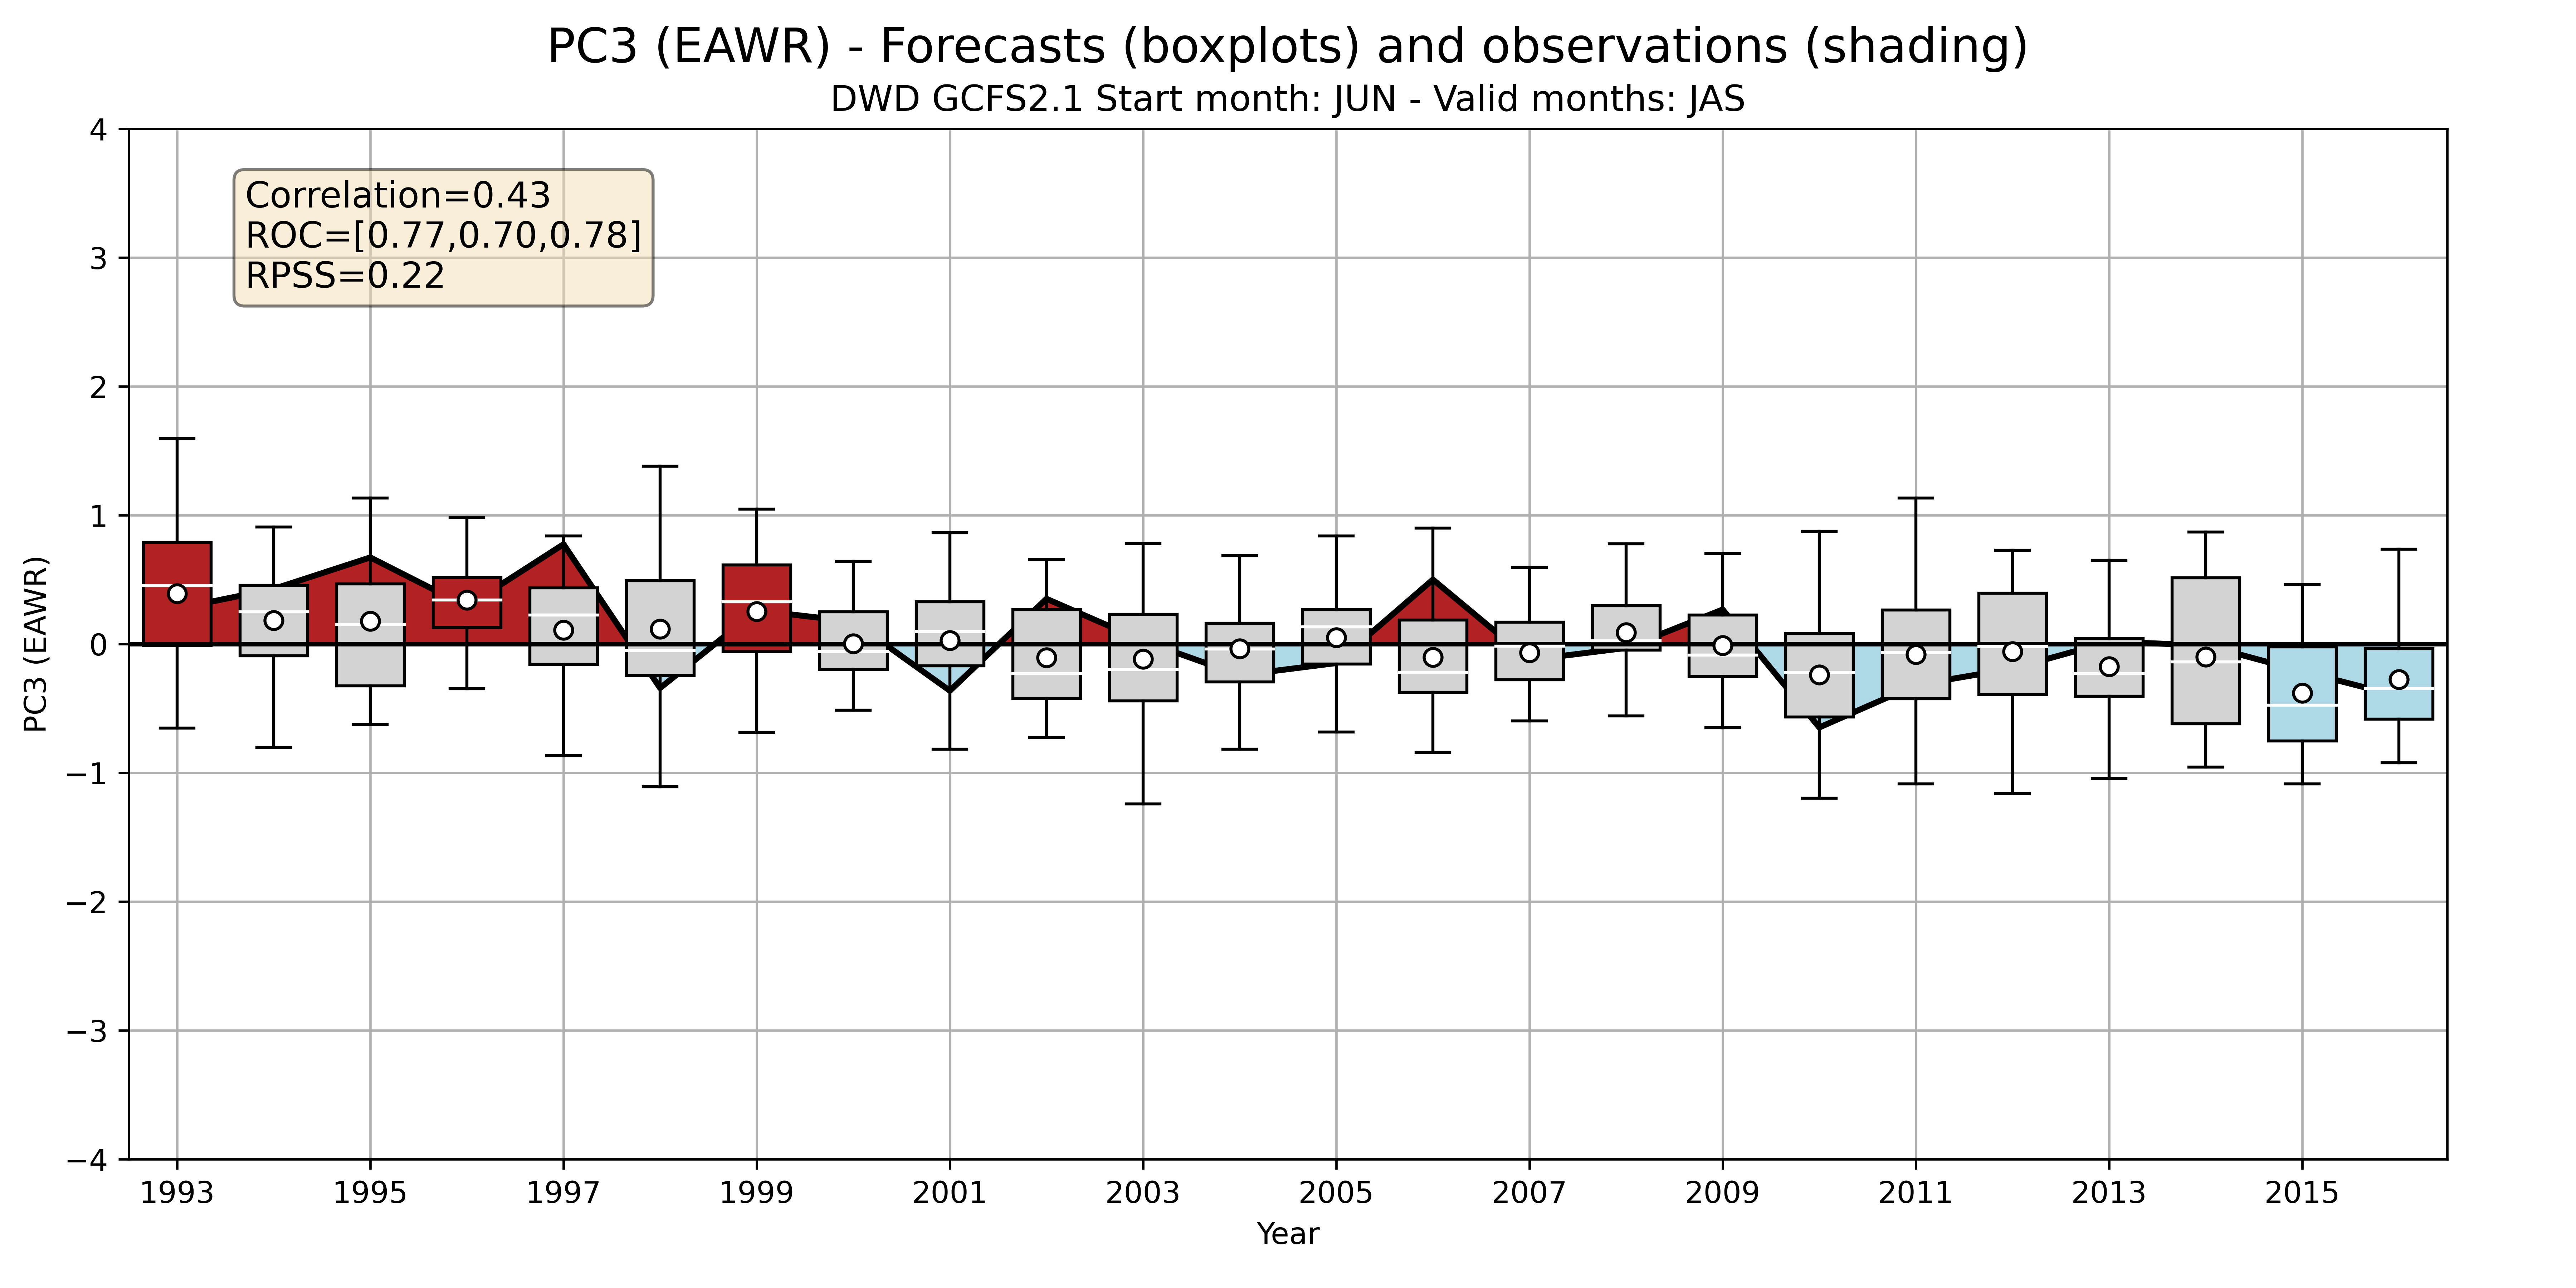 PC3 (EAWR) - Forecasts (boxplots) and observations (shading)
DWD GCFS2.1 Start month: JUN - Valid months: JAS
Correlation=0.43
ROC=[0.77,0.70,0.78]
RPSS=0.22
PC3 (EAWR)
4
3
2
1
0
−1
−2
−3
−4
1993 1995 1997 1999 2001 2003 2005 2007 2009 2011 2013 2015
Year